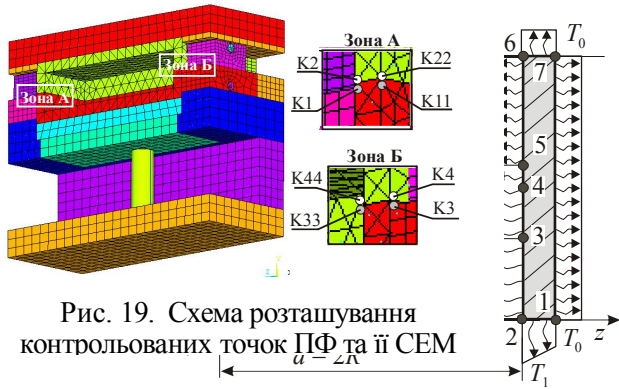 Зона А
Зона Б
Зона А
K2
K22
K1
K11
Зона Б
K44
K4
K33
K3
6
T₀
7
5
4
3
1
2
T₀
z
T₁
Рис. 19. Схема розташування
контрольованих точок ПФ та її СЕМ